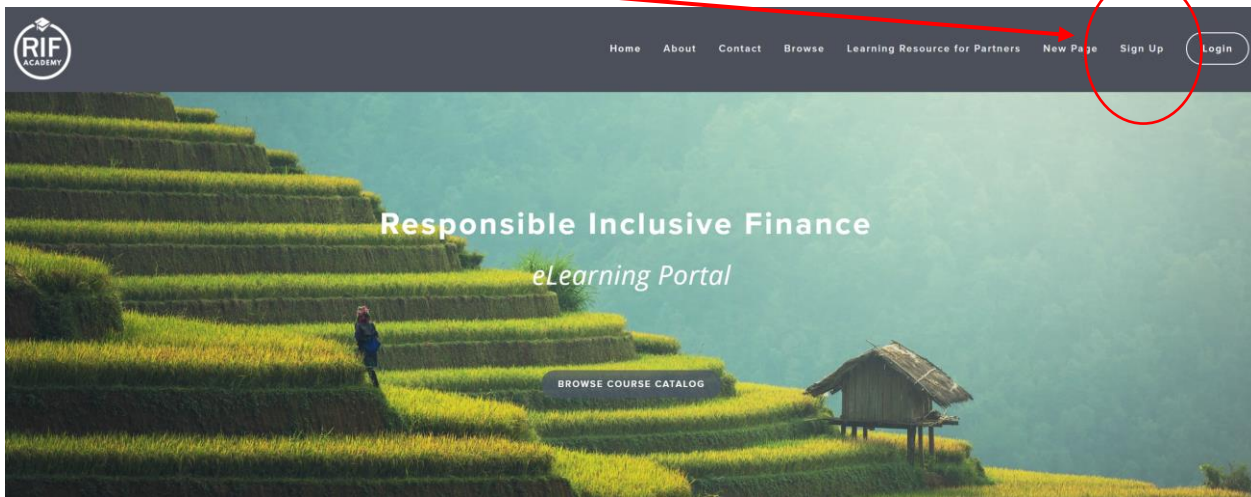 RIF
ACADEMY
Home About Contact Browse Learning Resource for Partners New Page Sign Up Login
Responsible Inclusive Finance
eLearning Portal
BROWSE COURSE CATALOG